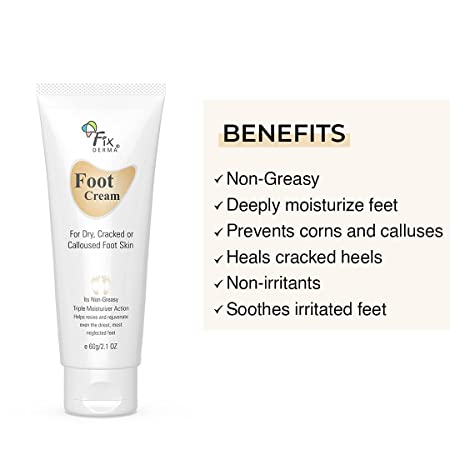 Fix
DERMA
Foot
Cream
For Dry, Cracked or
Calloused Foot Skin
Its Non-Greasy
Triple Moisturiser Action
Helps revive and rejuvenate
even the driest, most
neglected feet
e 60g/2.1 OZ
BENEFITS
✓Non-Greasy
✓Deeply moisturize feet
✓Prevents corns and calluses
✓Heals cracked heels
✓Non-irritants
✓Soothes irritated feet